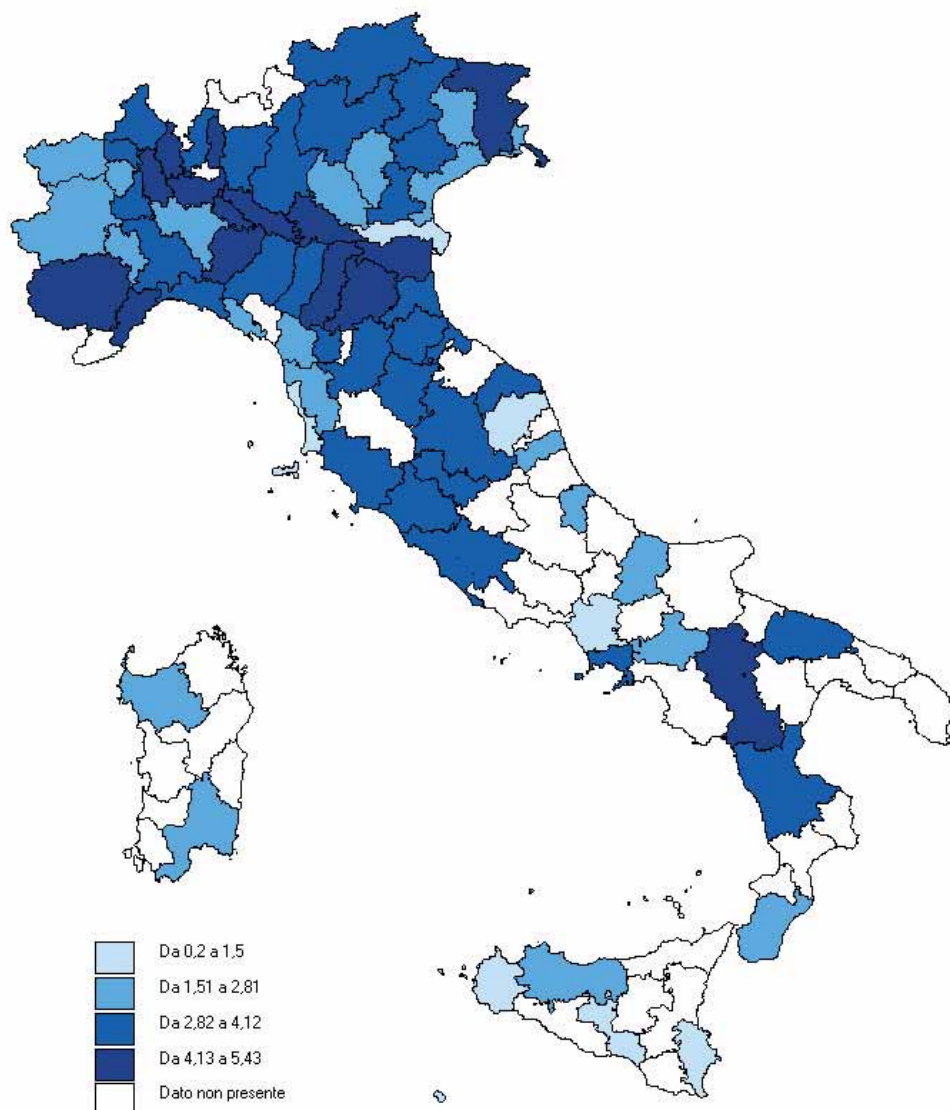 Da 0,2 a 1,5
Da 1,51 a 2,81
Da 2,82 a 4,12
Da 4,13 a 5,43
Dato non presente